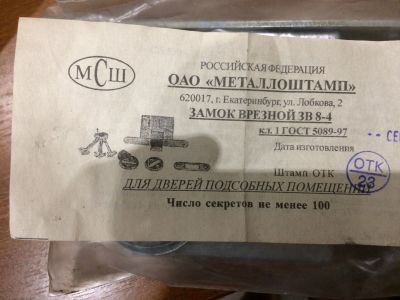 МСШ
РОССИЙСКАЯ ФЕДЕРАЦИЯ
ОАО «МЕТАЛЛОШТАМП»
620017, г. Екатеринбург, ул. Лобкова, 2
ЗАМОК ВРЕЗНОЙ ЗВ 8-4
кл. 1 ГОСТ 5089-97
Дата изготовления
Штамп ОТК
ОТК
23
ДЛЯ ДВЕРЕЙ ПОДСОБНЫХ ПОМЕЩЕНИЙ
Число секретов не менее 100